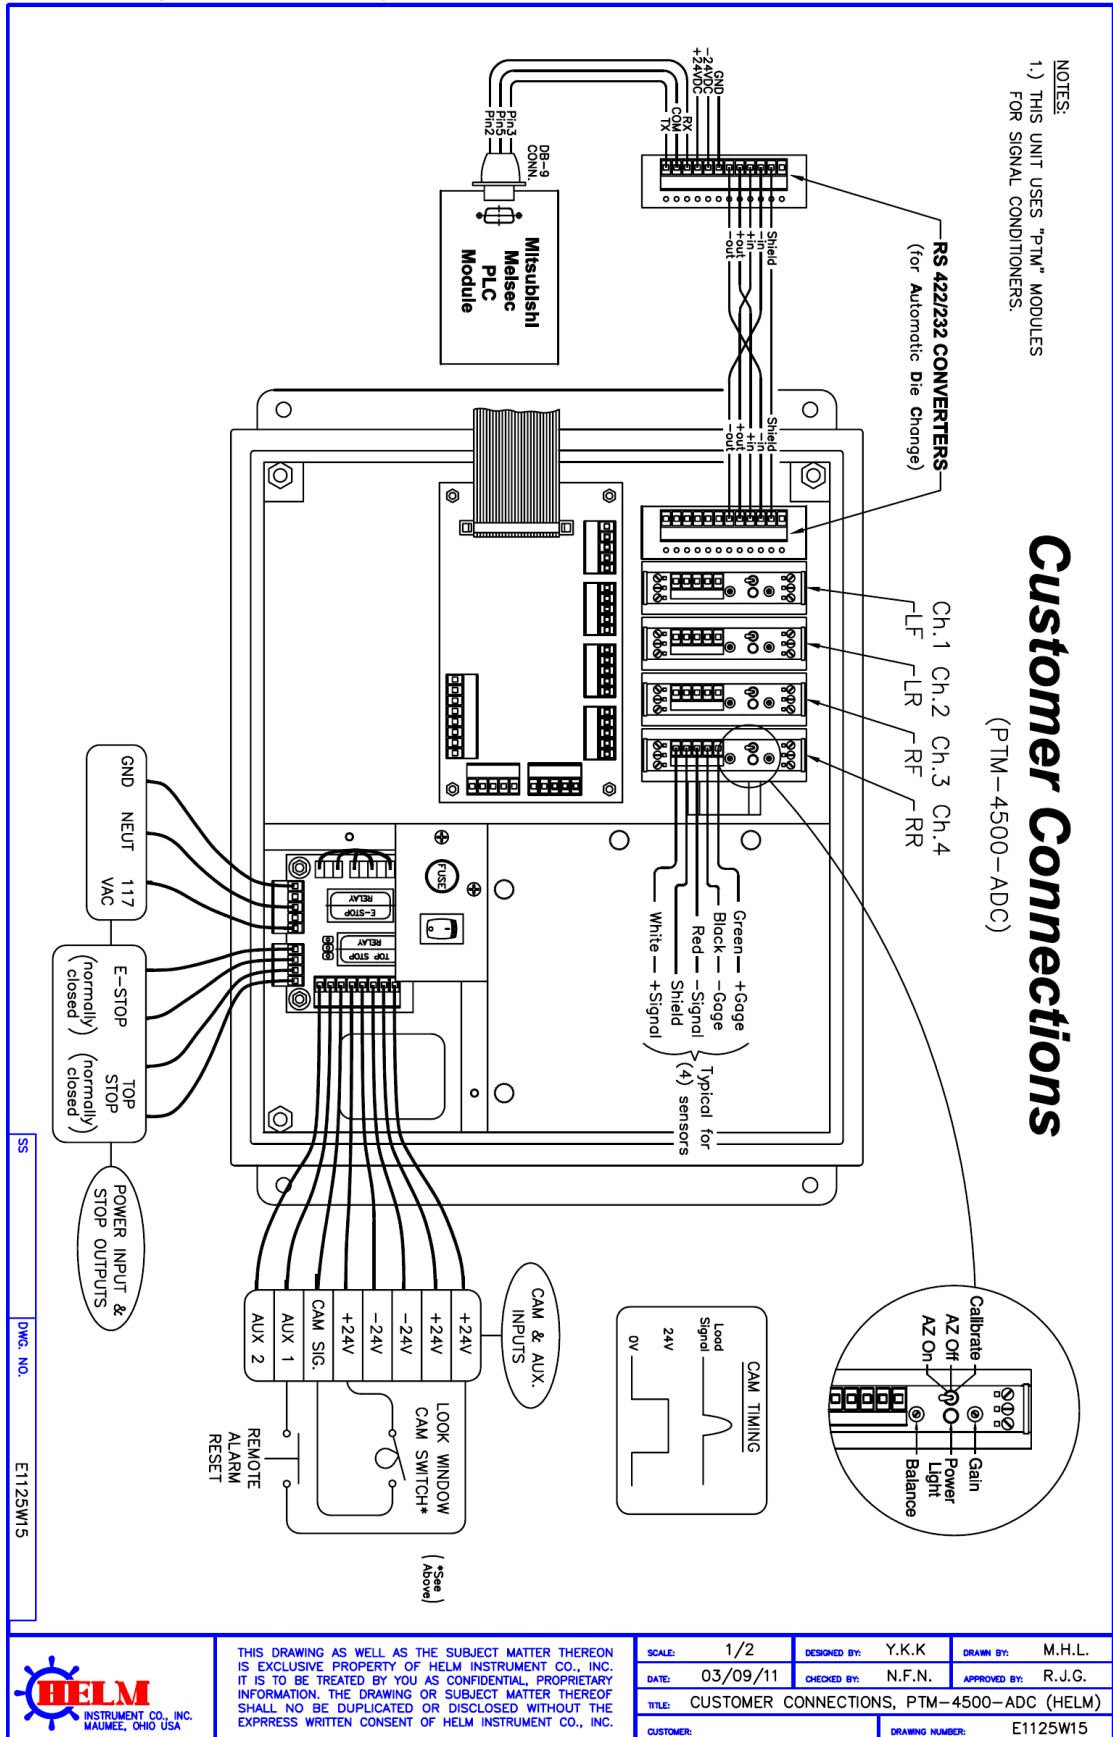 Customer Connections
(PTM-4500-ADC)
NOTES:
1.) THIS UNIT USES "PTM" MODULES
FOR SIGNAL CONDITIONERS.
RS 422/232 CONVERTERS
(for Automatic Die Change)
Ch.1 Ch.2 Ch.3 Ch.4
LF LR RF RR
GND
-24VDC
+24VDC
RX
COM
TX
Pin3
Pin5
Pin2
DB-9
CONN.
Mitsubishi
Melsec
PLC
Module
Shield
-in
+in
+out
-out
Shield
-in
+in
+out
-out
Green +Gage
Black -Gage
Red -Signal
Shield
White +Signal
Typical for
(4) sensors
FUSE
E-STOP
RELAY
TOP STOP
RELAY
GND NEUT 117
VAC
E-STOP
(normally
closed)
TOP
STOP
(normally
closed)
POWER INPUT &
STOP OUTPUTS
CAM & AUX.
INPUTS
+24V
+24V
-24V
-24V
+24V
CAM SIG.
AUX 1
AUX 2
LOOK WINDOW
CAM SWITCH*
REMOTE
ALARM
RESET
(*See
Above)
CAM TIMING
Load
Signal
24V
0V
Calibrate
AZ Off
AZ On
Gain
Power
Light
Balance
SS
DWG. NO.
E1125W15
HELM
INSTRUMENT CO., INC.
MAUMEE, OHIO USA
THIS DRAWING AS WELL AS THE SUBJECT MATTER THEREON
IS EXCLUSIVE PROPERTY OF HELM INSTRUMENT CO., INC.
IT IS TO BE TREATED BY YOU AS CONFIDENTIAL, PROPRIETARY
INFORMATION. THE DRAWING OR SUBJECT MATTER THEREOF
SHALL NO BE DUPLICATED OR DISCLOSED WITHOUT THE
EXPRRESS WRITTEN CONSENT OF HELM INSTRUMENT CO., INC.
SCALE: 1/2 DESIGNED BY: Y.K.K DRAWN BY: M.H.L.
DATE: 03/09/11 CHECKED BY: N.F.N. APPROVED BY: R.J.G.
TITLE: CUSTOMER CONNECTIONS, PTM-4500-ADC (HELM)
CUSTOMER: DRAWING NUMBER: E1125W15